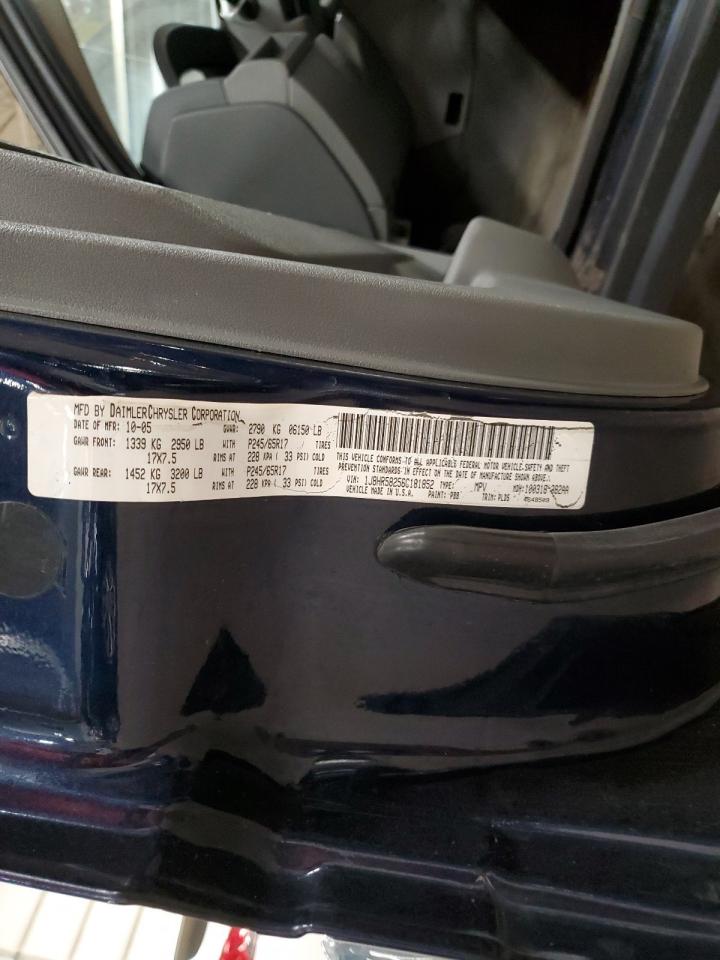 MFD BY DAIMLERCHRYSLER CORPORATION
DATE OF MFR: 10-05 GVWR: 2790 KG 06150 LB
GAWR FRONT: 1339 KG 2950 LB WITH P245/65R17 TIRES
17X7.5 RIMS AT 228 KPA ( 33 PSI) COLD
GAWR REAR: 1452 KG 3200 LB WITH P245/65R17 TIRES
17X7.5 RIMS AT 228 KPA ( 33 PSI) COLD
THIS VEHICLE CONFORMS TO ALL APPLICABLE FEDERAL MOTOR VEHICLE SAFETY AND THEFT
PREVENTION STANDARDS IN EFFECT ON THE DATE OF MANUFACTURE SHOWN ABOVE.
VIN: 1J8HR58256C101852 TYPE: MPV MDH:
VEHICLE MADE IN U.S.A. PAINT: PBB TRIM: PLD5